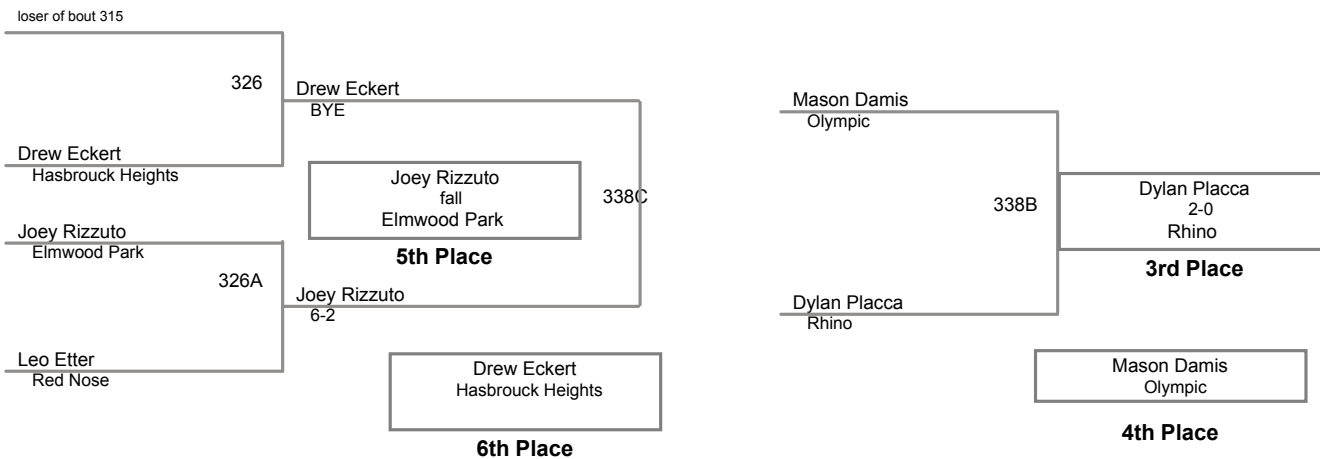 loser of bout 315
326
Drew Eckert
BYE
Drew Eckert
Hasbrouck Heights
Joey Rizzuto
fall
Elmwood Park
5th Place
338C
Joey Rizzuto
Elmwood Park
326A
Joey Rizzuto
6-2
Leo Etter
Red Nose
Drew Eckert
Hasbrouck Heights
6th Place
Mason Damis
Olympic
338B
Dylan Placca
2-0
Rhino
3rd Place
Dylan Placca
Rhino
Mason Damis
Olympic
4th Place